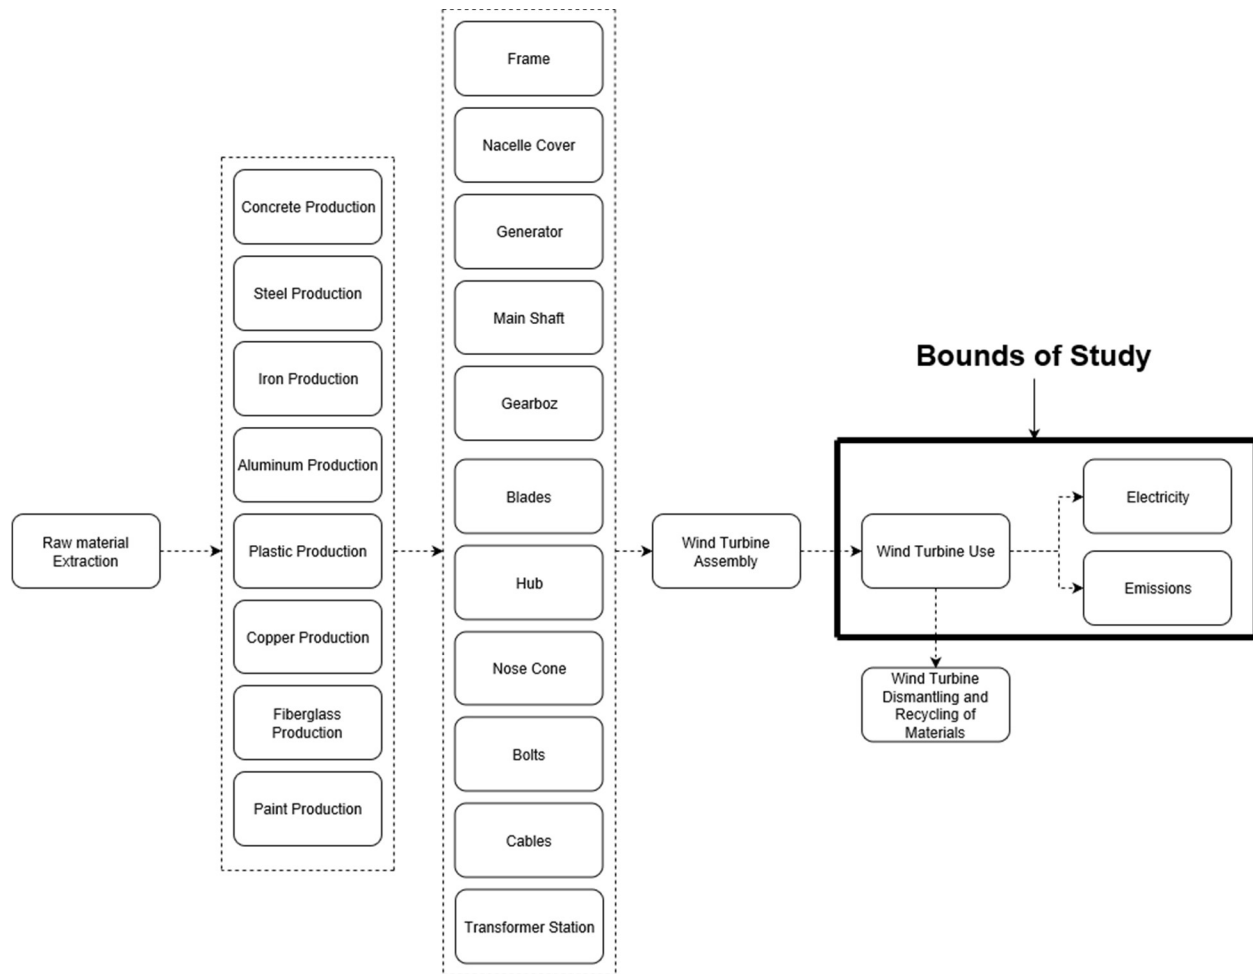 Raw material
Extraction
Concrete Production
Steel Production
Iron Production
Aluminum Production
Plastic Production
Copper Production
Fiberglass
Production
Paint Production
Frame
Nacelle Cover
Generator
Main Shaft
Gearboz
Blades
Hub
Nose Cone
Bolts
Cables
Transformer Station
Wind Turbine
Assembly
Bounds of Study
Wind Turbine Use
Electricity
Emissions
Wind Turbine
Dismantling and
Recycling of
Materials